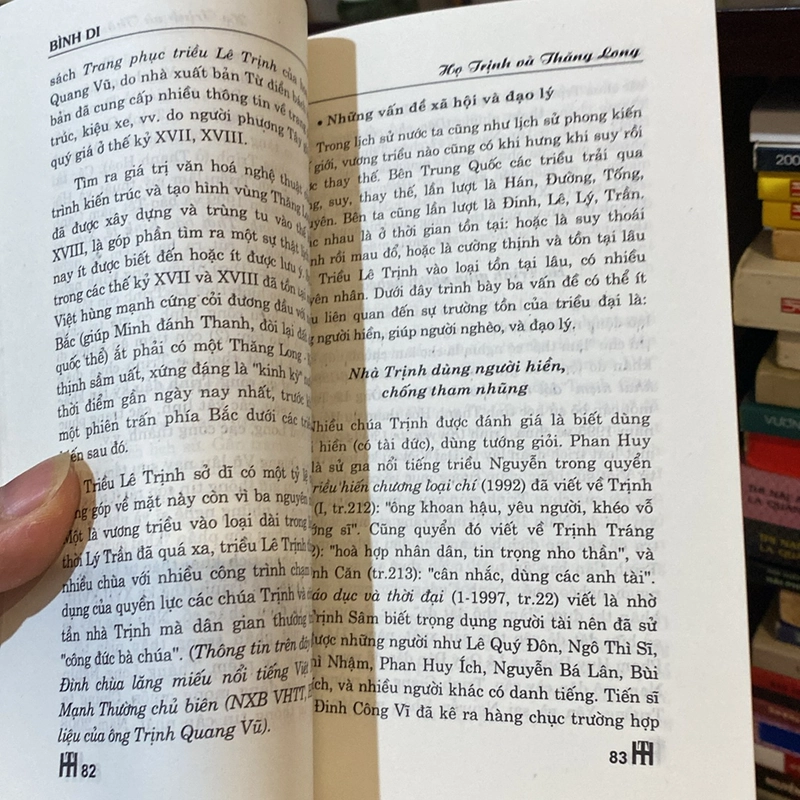 BÌNH DI
sách Trang phục triều Lê Trịnh của
Quang Vũ, do nhà xuất bản Từ điển bách
bản đã cung cấp nhiều thông tin về trang
trúc, kiệu xe, vv. do người phương Tây
quý giá ở thế kỷ XVII, XVIII.
Tìm ra giá trị văn hoá nghệ thuật
trình kiến trúc và tạo hình vùng Thăng
đã được xây dựng và trùng tu vào thế
XVIII, là góp phần tìm ra một sự thật
nay ít được biết đến hoặc ít được lưu ý.
trong các thế kỷ XVII và XVIII đã tồn
Việt hùng mạnh cứng cỏi đương đầu với
Bắc (giúp Minh đánh Thanh, đòi lại
quốc thể) ắt phải có một Thăng Long
thịnh sầm uất, xứng đáng là "kinh kỳ"
thời điểm gần ngày nay nhất, trước
một phiên trấn phía Bắc dưới các
sau đó.
Triều Lê Trịnh sở dĩ có một tỷ lệ
góp về mặt này còn vì ba nguyên
Một là vương triều vào loại dài trong
thời Lý Trần đã quá xa, triều Lê Trịnh
nhiều chùa với nhiều công trình chạm
dụng của quyền lực các chúa Trịnh và
tần nhà Trịnh mà dân gian thường
"công đức bà chúa". (Thông tin trên đây
Đình chùa lăng miếu nổi tiếng Việt
Mạnh Thường chủ biên (NXB VHTT,
liệu của ông Trịnh Quang Vũ).
82
Họ Trịnh và Thăng Long
• Những vấn đề xã hội và đạo lý
Trong lịch sử nước ta cũng như lịch sử phong kiến
giới, vương triều nào cũng có khi hưng khi suy rồi
thay thế. Bên Trung Quốc các triều trải qua
suy, thay thế, lần lượt là Hán, Đường, Tống,
Bên ta cũng lần lượt là Đinh, Lê, Lý, Trần.
nhau là ở thời gian tồn tại: hoặc là suy thoái
rồi mau đổ, hoặc là cường thịnh và tồn tại lâu
Triều Lê Trịnh vào loại tồn tại lâu, có nhiều
nhân. Dưới đây trình bày ba vấn đề có thể ít
liên quan đến sự trường tồn của triều đại là:
người hiền, giúp người nghèo, và đạo lý.
Nhà Trịnh dùng người hiền,
chống tham nhũng
Nhiều chúa Trịnh được đánh giá là biết dùng
hiền (có tài đức), dùng tướng giỏi. Phan Huy
là sử gia nổi tiếng triều Nguyễn trong quyển
triều hiến chương loại chí (1992) đã viết về Trịnh
(I, tr.212): "ông khoan hậu, yêu người, khéo vỗ
sĩ". Cũng quyển đó viết về Trịnh Tráng
"hoà hợp nhân dân, tin trọng nho thần", và
Căn (tr.213): "cân nhắc, dùng các anh tài".
dục và thời đại (1-1997, tr.22) viết là nhờ
Trịnh Sâm biết trọng dụng người tài nên đã sử
được những người như Lê Quý Đôn, Ngô Thì Sĩ,
Nhậm, Phan Huy Ích, Nguyễn Bá Lân, Bùi
và nhiều người khác có danh tiếng. Tiến sĩ
Đinh Công Vĩ đã kê ra hàng chục trường hợp
83
200
VƯƠN
LA QUAN
LA QUAN